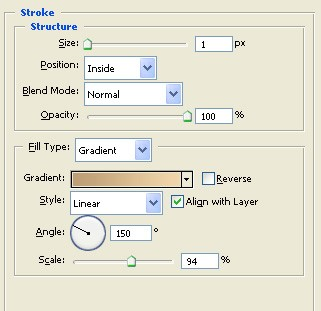 Stroke
Structure
Size: 1 px
Position: Inside
Blend Mode: Normal
Opacity: 100 %
Fill Type: Gradient
Gradient: Reverse
Style: Linear Align with Layer
Angle: 150 °
Scale: 94 %